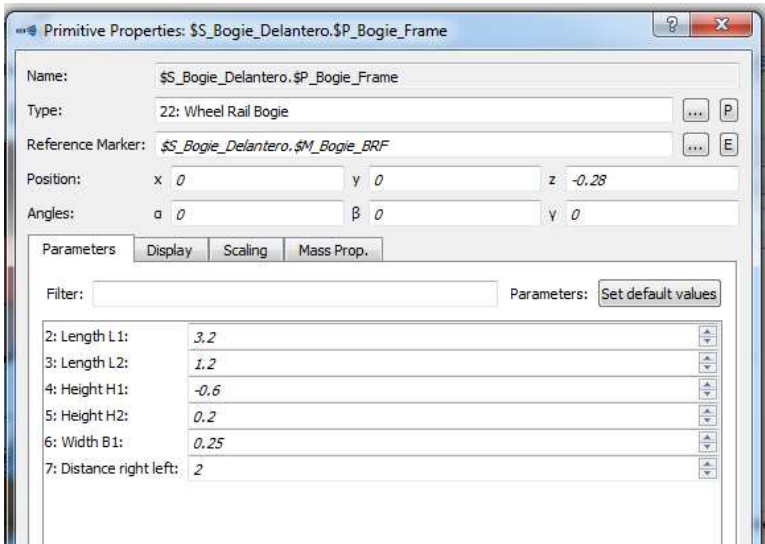 Primitive Properties: $S_Bogie_Delantero.$P_Bogie_Frame
Name: $S_Bogie_Delantero.$P_Bogie_Frame
Type: 22: Wheel Rail Bogie ... P
Reference Marker: $S_Bogie_Delantero.$M_Bogie_BRF ... E
Position: x 0 y 0 z -0.28
Angles: α 0 β 0 γ 0
Parameters Display Scaling Mass Prop.
Filter: Parameters: Set default values
2: Length L1: 3.2
3: Length L2: 1.2
4: Height H1: -0.6
5: Height H2: 0.2
6: Width B1: 0.25
7: Distance right left: 2